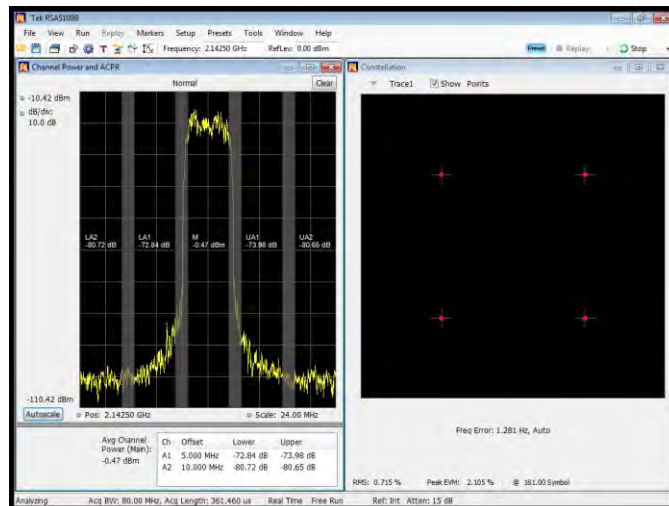 Tek RSA5100B
File View Run Replay Markers Setup Presets Tools Window Help
Frequency: 2.14250 GHz RefLev: 0.00 dBm Preset Replay Stop
Channel Power and ACPR
Normal Clear
-10.42 dBm
dB/div:
10.0 dB
LA2 LA1 M UA1 UA2
-80.72 dB -72.84 dB -0.47 dBm -73.98 dB -80.65 dB
-110.42 dBm
Autoscale Pos: 2.14250 GHz Scale: 24.00 MHz
Avg Channel
Power (Main):
-0.47 dBm
Ch Offset Lower Upper
A1 5.000 MHz -72.84 dB -73.98 dB
A2 10.000 MHz -80.72 dB -80.65 dB
Constellation
Trace1 Show Points
Freq Error: 1.281 Hz, Auto
RMS: 0.715 % Peak EVM: 2.105 % @ 181.00 Symbol
Analyzing Acq BW: 80.00 MHz, Acq Length: 361.460 us Real Time Free Run Ref: Int Atten: 15 dB